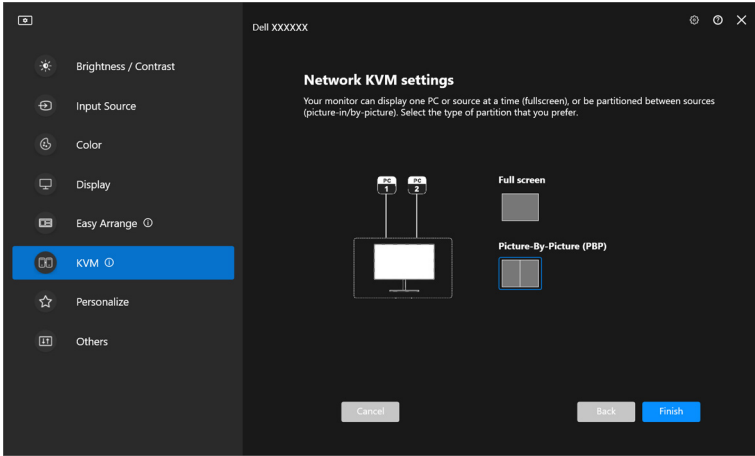 Dell XXXXXX
Brightness / Contrast
Input Source
Color
Display
Easy Arrange
KVM
Personalize
Others
Network KVM settings
Your monitor can display one PC or source at a time (fullscreen), or be partitioned between sources
(picture-in/by-picture). Select the type of partition that you prefer.
PC
1
PC
2
Full screen
Picture-By-Picture (PBP)
Cancel
Back
Finish